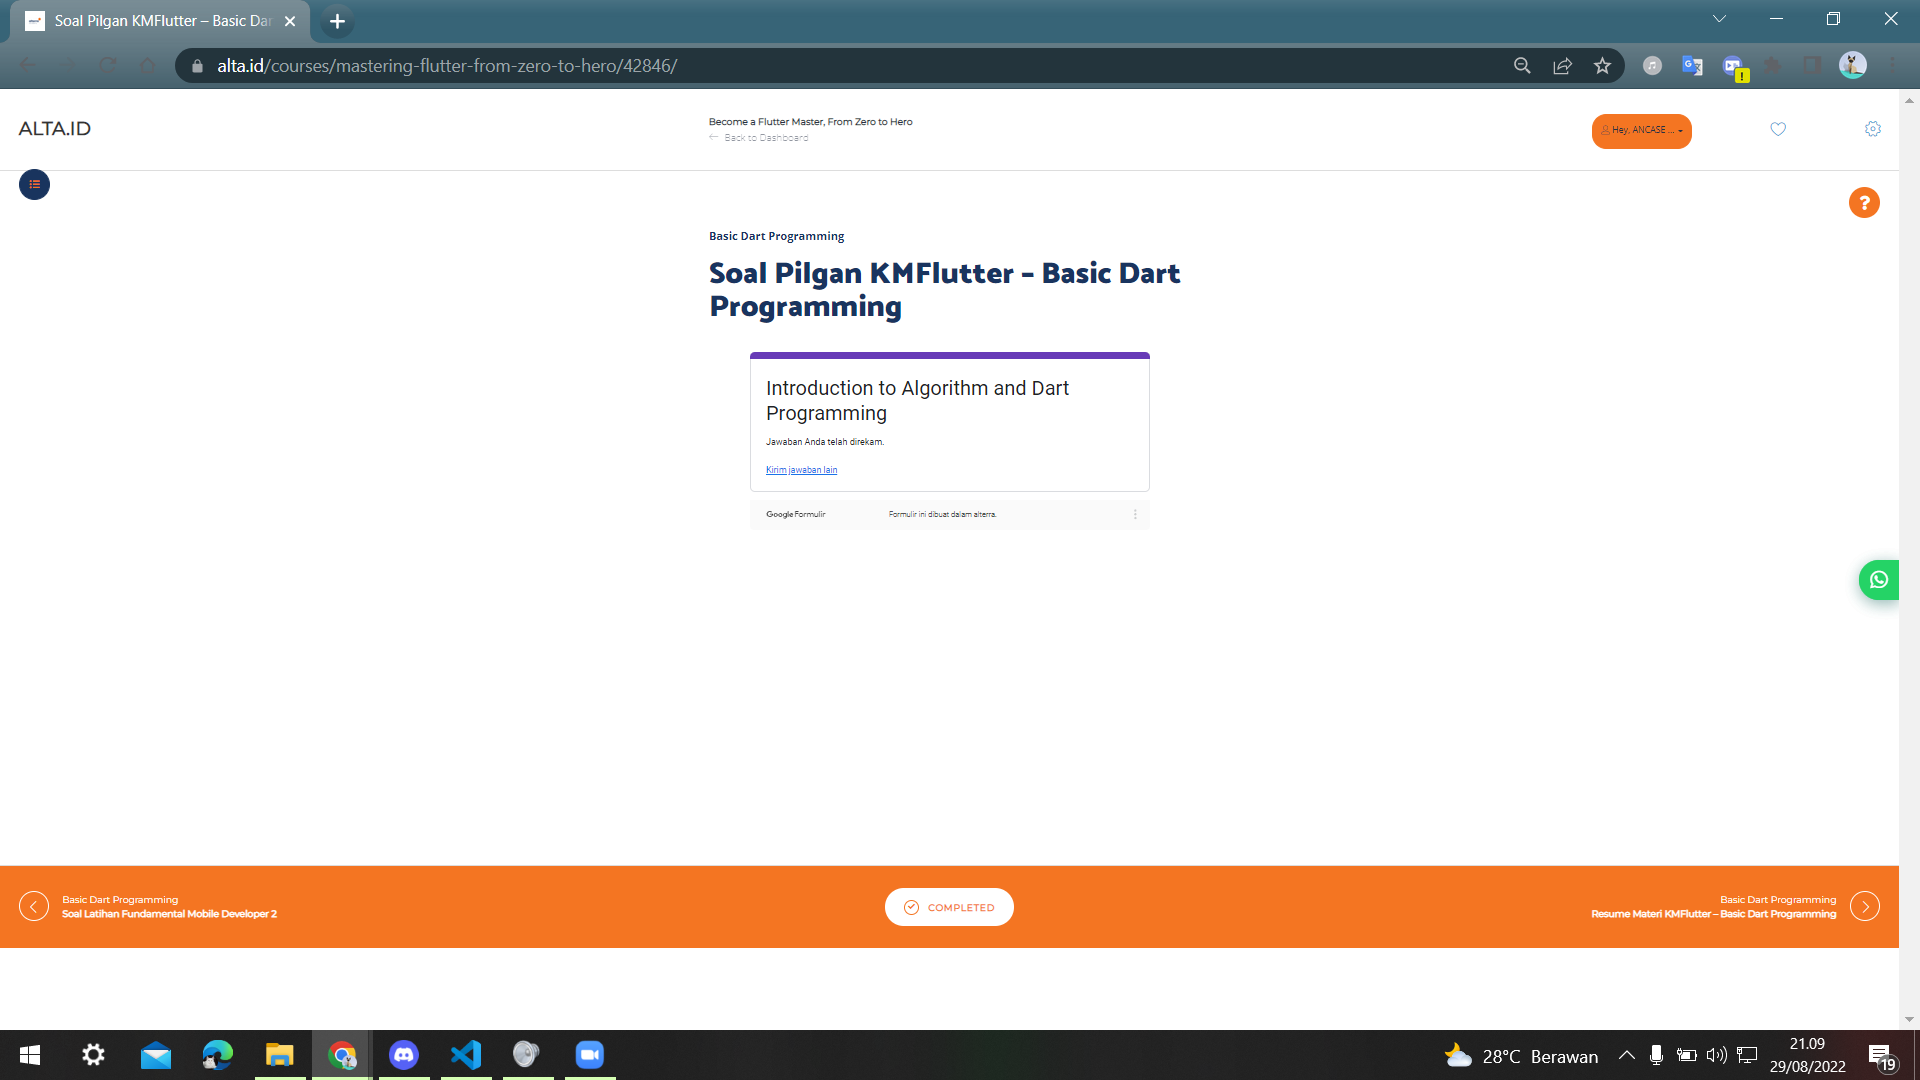 Soal Pilgan KMFlutter – Basic Dar
alta.id/courses/mastering-flutter-from-zero-to-hero/42846/
ALTA.ID
Become a Flutter Master, From Zero to Hero
Back to Dashboard
Hey, ANCASE ...
?
Basic Dart Programming
Soal Pilgan KMFlutter – Basic Dart
Programming
Introduction to Algorithm and Dart
Programming
Jawaban Anda telah direkam.
Kirim jawaban lain
Google Formulir
Formulir ini dibuat dalam alterra.
Basic Dart Programming
Soal Latihan Fundamental Mobile Developer 2
COMPLETED
Basic Dart Programming
Resume Materi KMFlutter – Basic Dart Programming
28°C Berawan
21.09
29/08/2022
19